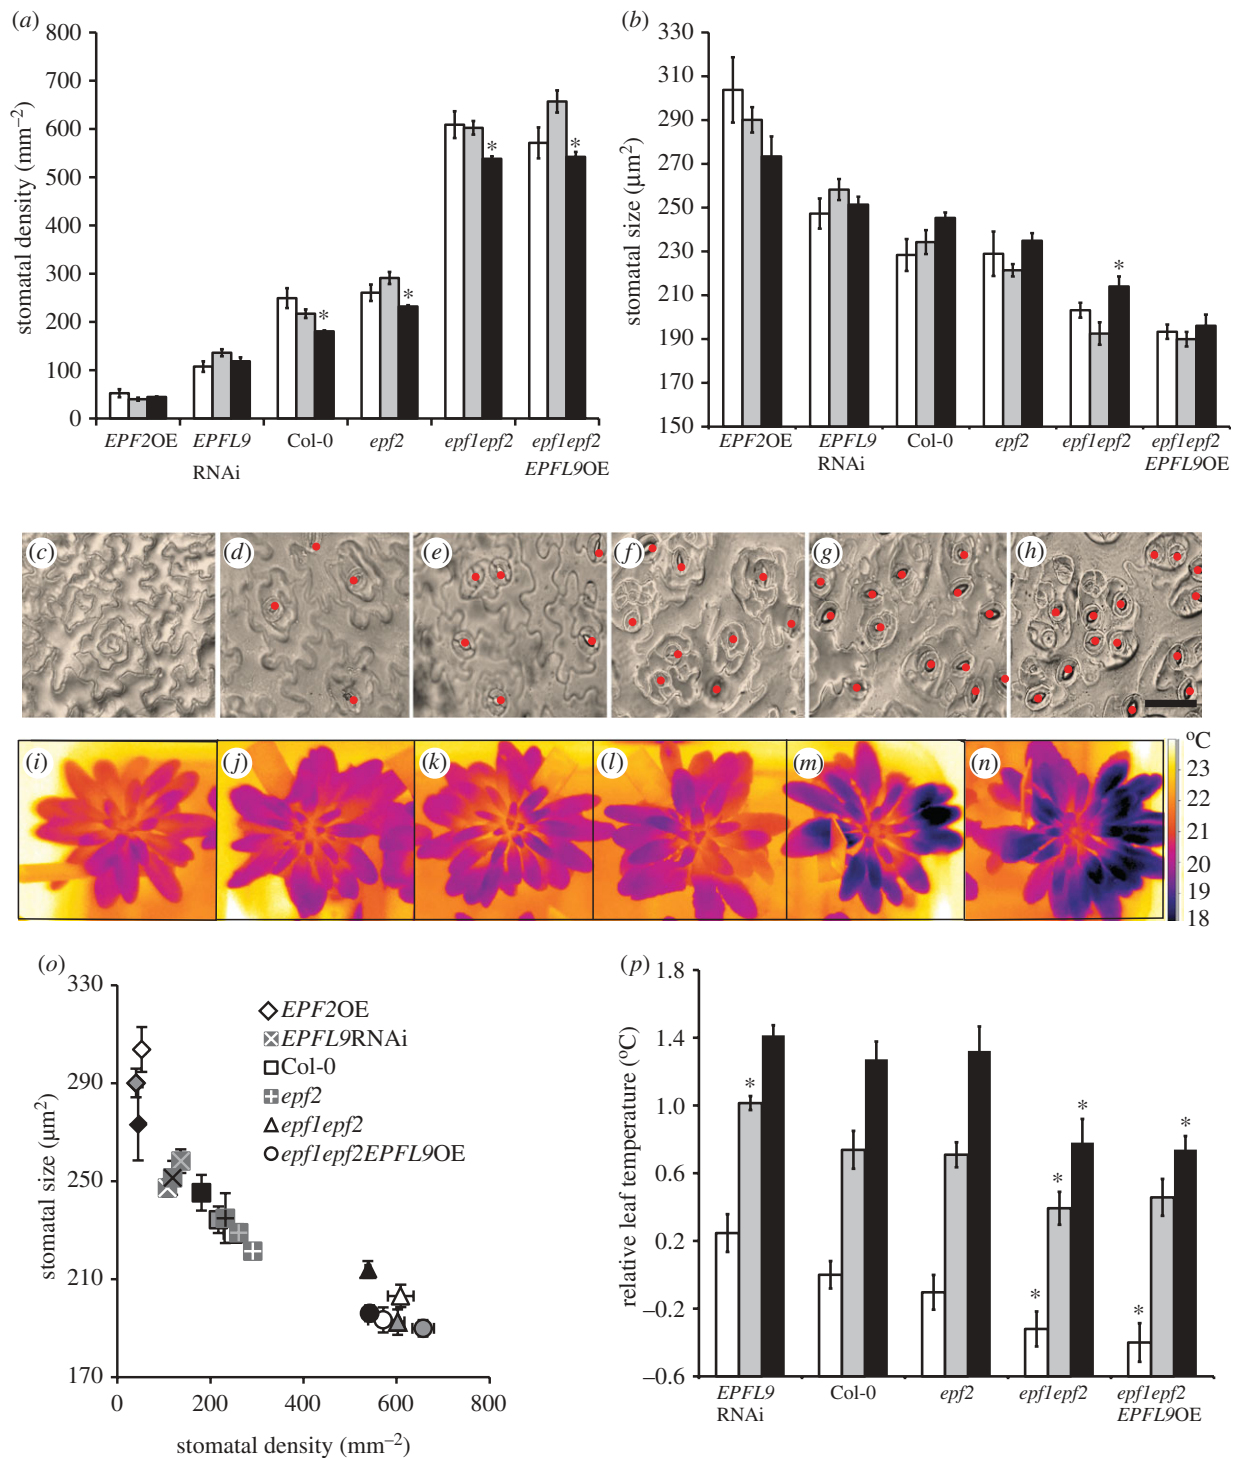 (a)
800
700
600
500
400
300
200
100
0
stomatal density (mm–2)
* * * *
EPF2OE EPFL9 RNAi Col-0 epf2 epf1epf2 epf1epf2 EPFL9OE
(b)
330
310
290
270
250
230
210
190
170
150
stomatal size (µm2)
*
EPF2OE EPFL9 RNAi Col-0 epf2 epf1epf2 epf1epf2 EPFL9OE
(c) (d) (e) (f) (g) (h)
(i) (j) (k) (l) (m) (n)
oC
23
22
21
20
19
18
(o)
330
290
250
210
170
stomatal size (µm2)
EPF2OE
EPFL9RNAi
Col-0
epf2
epf1epf2
epf1epf2EPFL9OE
0 200 400 600 800
stomatal density (mm–2)
(p)
1.8
1.4
1.0
0.6
0.2
–0.2
–0.6
relative leaf temperature (oC)
* * * * * *
EPFL9 RNAi Col-0 epf2 epf1epf2 epf1epf2 EPFL9OE